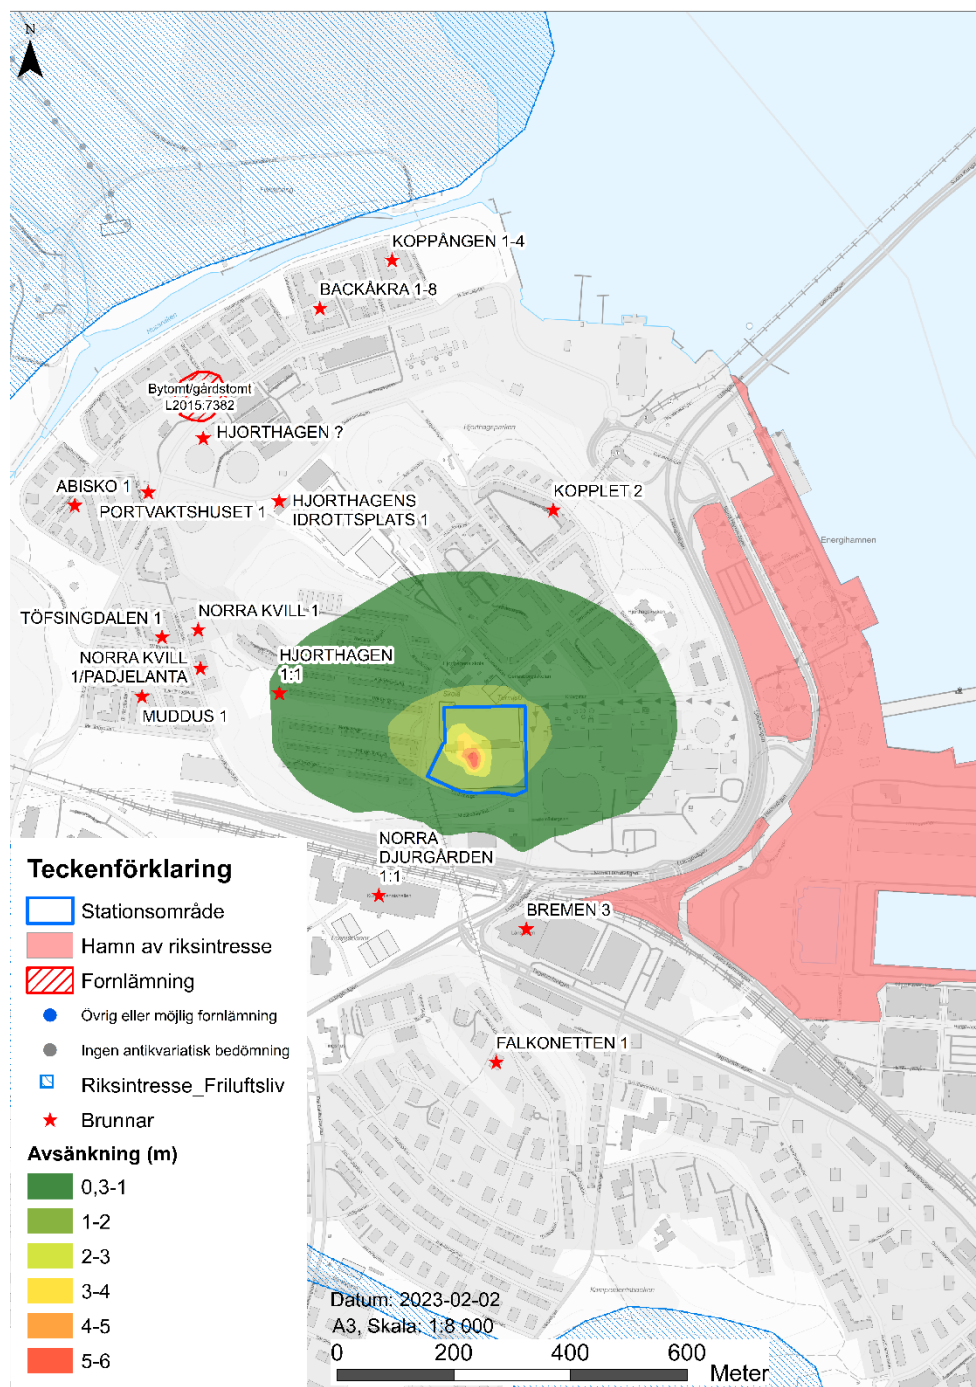 N
KOPPÅNGEN 1-4
BACKÅKRA 1-8
Bytomt/gårdstomt
L2015:7382
HJORTHAGEN ?
Hjorthagsparken
ABISKO 1
PORTVAKTSHUSET 1
HJORTHAGENS
IDROTTSPLATS 1
KOPPLET 2
Energihamnen
TÖFSINGDALEN 1
NORRA KVILL 1
NORRA KVILL
1/PADJELANTA
HJORTHAGEN
1:1
MUDDUS 1
NORRA
DJURGÅRDEN
1:1
BREMEN 3
FALKONETTEN 1
Teckenförklaring
Stationsområde
Hamn av riksintresse
Fornlämning
Övrig eller möjlig fornlämning
Ingen antikvariatisk bedömning
Riksintresse_Friluftsliv
Brunnar
Avsänkning (m)
0,3-1
1-2
2-3
3-4
4-5
5-6
Kampementsbacken
Datum: 2023-02-02
A3, Skala: 1:8 000
0 200 400 600
Meter